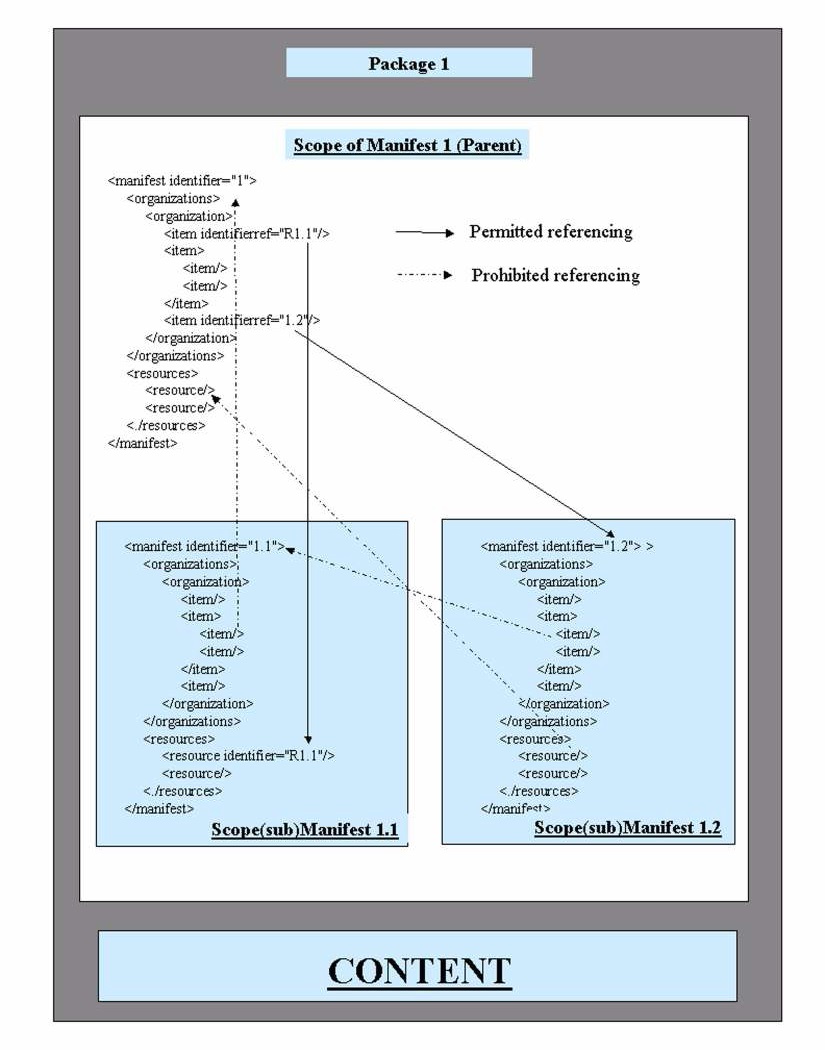 Package 1
Scope of Manifest 1 (Parent)
<manifest identifier="1">
<organizations>
<organization>
<item identifierref="R1.1"/>
<item>
<item/>
<item/>
</item>
<item identifierref="1.2"/>
</organization>
</organizations>
<resources>
<resource/>
<resource/>
<./resources>
</manifest>
Permitted referencing
Prohibited referencing
<manifest identifier="1.1">
<organizations>
<organization>
<item/>
<item>
<item/>
<item/>
</item>
<item/>
</organization>
</organizations>
<resources>
<resource identifier="R1.1"/>
<resource/>
<./resources>
</manifest>
Scope(sub)Manifest 1.1
<manifest identifier="1.2"> >
<organizations>
<organization>
<item/>
<item>
<item/>
<item/>
</item>
<item/>
</organization>
</organizations>
<resources>
<resource/>
<resource/>
<./resources>
</manifest>
Scope(sub)Manifest 1.2
CONTENT